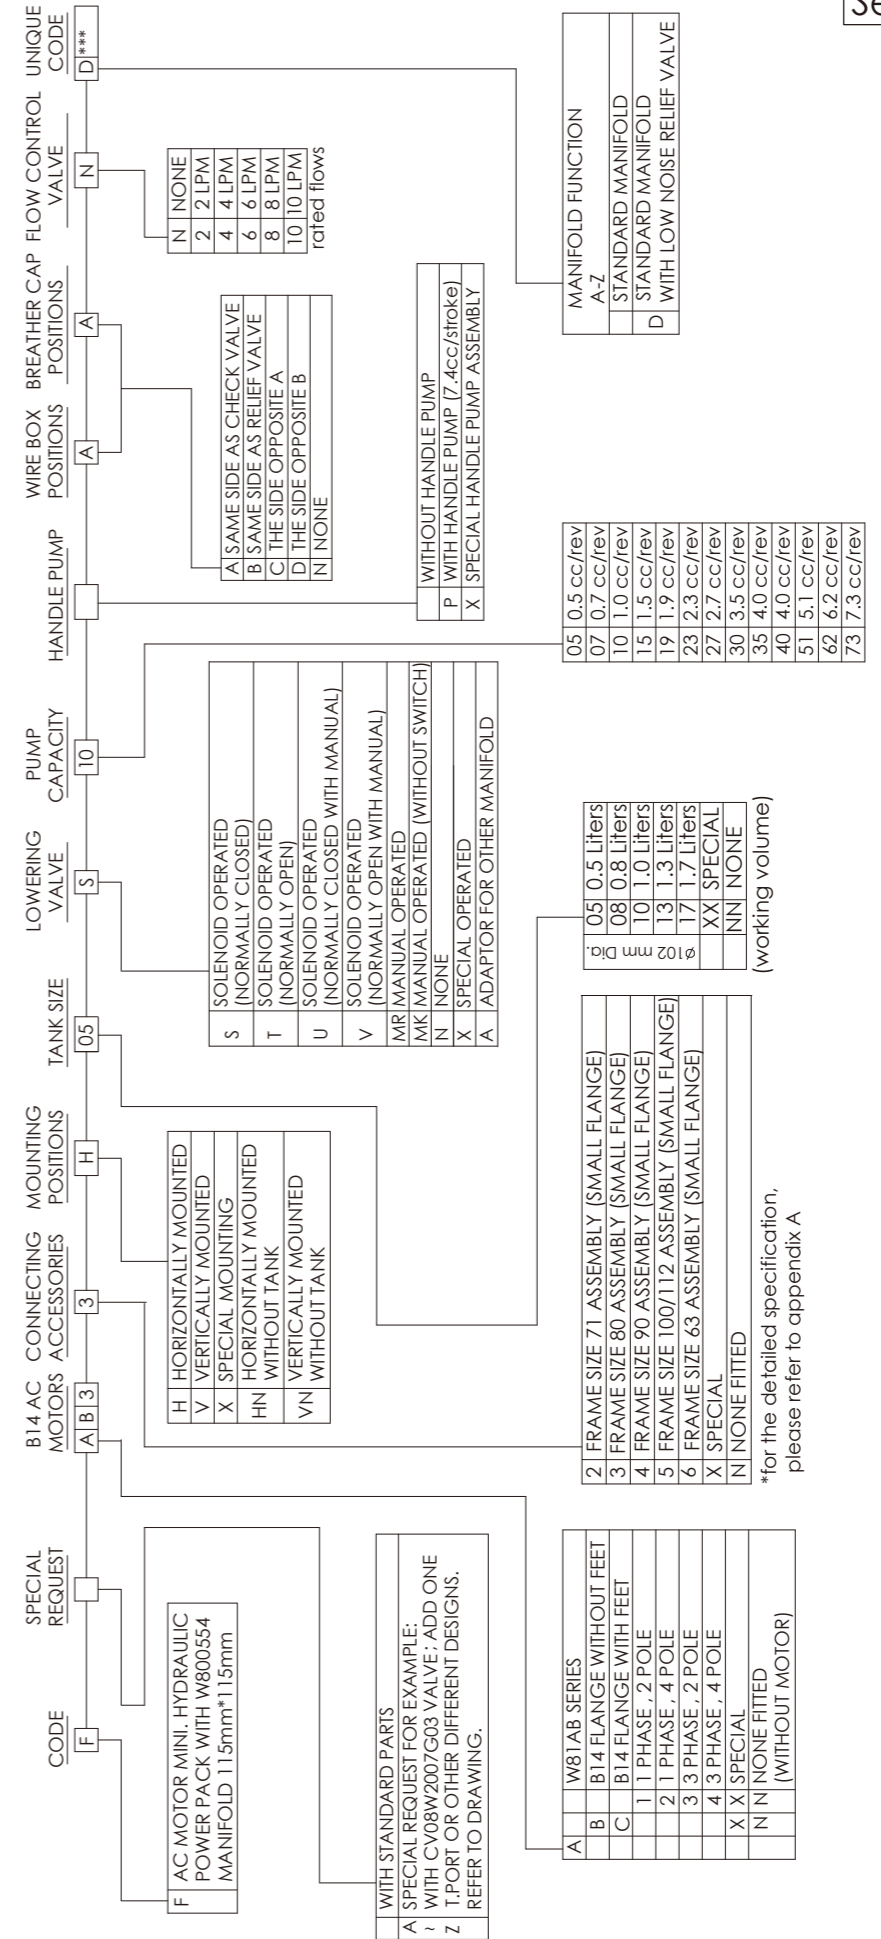 CODE
SPECIAL
REQUEST
B14 AC
MOTORS
CONNECTING
ACCESSORIES
MOUNTING
POSITIONS
TANK SIZE
LOWERING
VALVE
PUMP
CAPACITY
HANDLE PUMP
WIRE BOX
POSITIONS
BREATHER CAP
POSITIONS
FLOW CONTROL
VALVE
UNIQUE
CODE
F A B 3 3 H 05 S 10 A A N D***
F AC MOTOR MINI. HYDRAULIC
POWER PACK WITH W800554
MANIFOLD 115mm*115mm
WITH STANDARD PARTS
A SPECIAL REQUEST FOR EXAMPLE:
~ WITH CV08W2007G03 VALVE; ADD ONE
Z T.PORT OR OTHER DIFFERENT DESIGNS.
REFER TO DRAWING.
A W81AB SERIES
B B14 FLANGE WITHOUT FEET
C B14 FLANGE WITH FEET
1 1 PHASE , 2 POLE
2 1 PHASE , 4 POLE
3 3 PHASE , 2 POLE
4 3 PHASE , 4 POLE
X X SPECIAL
N N NONE FITTED
(WITHOUT MOTOR)
H HORIZONTALLY MOUNTED
V VERTICALLY MOUNTED
X SPECIAL MOUNTING
HN HORIZONTALLY MOUNTED
WITHOUT TANK
VN VERTICALLY MOUNTED
WITHOUT TANK
2 FRAME SIZE 71 ASSEMBLY (SMALL FLANGE)
3 FRAME SIZE 80 ASSEMBLY (SMALL FLANGE)
4 FRAME SIZE 90 ASSEMBLY (SMALL FLANGE)
5 FRAME SIZE 100/112 ASSEMBLY (SMALL FLANGE)
6 FRAME SIZE 63 ASSEMBLY (SMALL FLANGE)
X SPECIAL
N NONE FITTED
*for the detailed specification,
please refer to appendix A
S SOLENOID OPERATED
(NORMALLY CLOSED)
T SOLENOID OPERATED
(NORMALLY OPEN)
U SOLENOID OPERATED
(NORMALLY CLOSED WITH MANUAL)
V SOLENOID OPERATED
(NORMALLY OPEN WITH MANUAL)
MR MANUAL OPERATED
MK MANUAL OPERATED (WITHOUT SWITCH)
N NONE
X SPECIAL OPERATED
A ADAPTOR FOR OTHER MANIFOLD
ø102 mm Dia.
05 0.5 Liters
08 0.8 Liters
10 1.0 Liters
13 1.3 Liters
17 1.7 Liters
XX SPECIAL
NN NONE
(working volume)
A SAME SIDE AS CHECK VALVE
B SAME SIDE AS RELIEF VALVE
C THE SIDE OPPOSITE A
D THE SIDE OPPOSITE B
N NONE
WITHOUT HANDLE PUMP
P WITH HANDLE PUMP (7.4cc/stroke)
X SPECIAL HANDLE PUMP ASSEMBLY
05 0.5 cc/rev
07 0.7 cc/rev
10 1.0 cc/rev
15 1.5 cc/rev
19 1.9 cc/rev
23 2.3 cc/rev
27 2.7 cc/rev
30 3.5 cc/rev
35 4.0 cc/rev
40 4.0 cc/rev
51 5.1 cc/rev
62 6.2 cc/rev
73 7.3 cc/rev
N NONE
2 2 LPM
4 4 LPM
6 6 LPM
8 8 LPM
10 10 LPM
rated flows
MANIFOLD FUNCTION
A-Z
STANDARD MANIFOLD
D STANDARD MANIFOLD
WITH LOW NOISE RELIEF VALVE